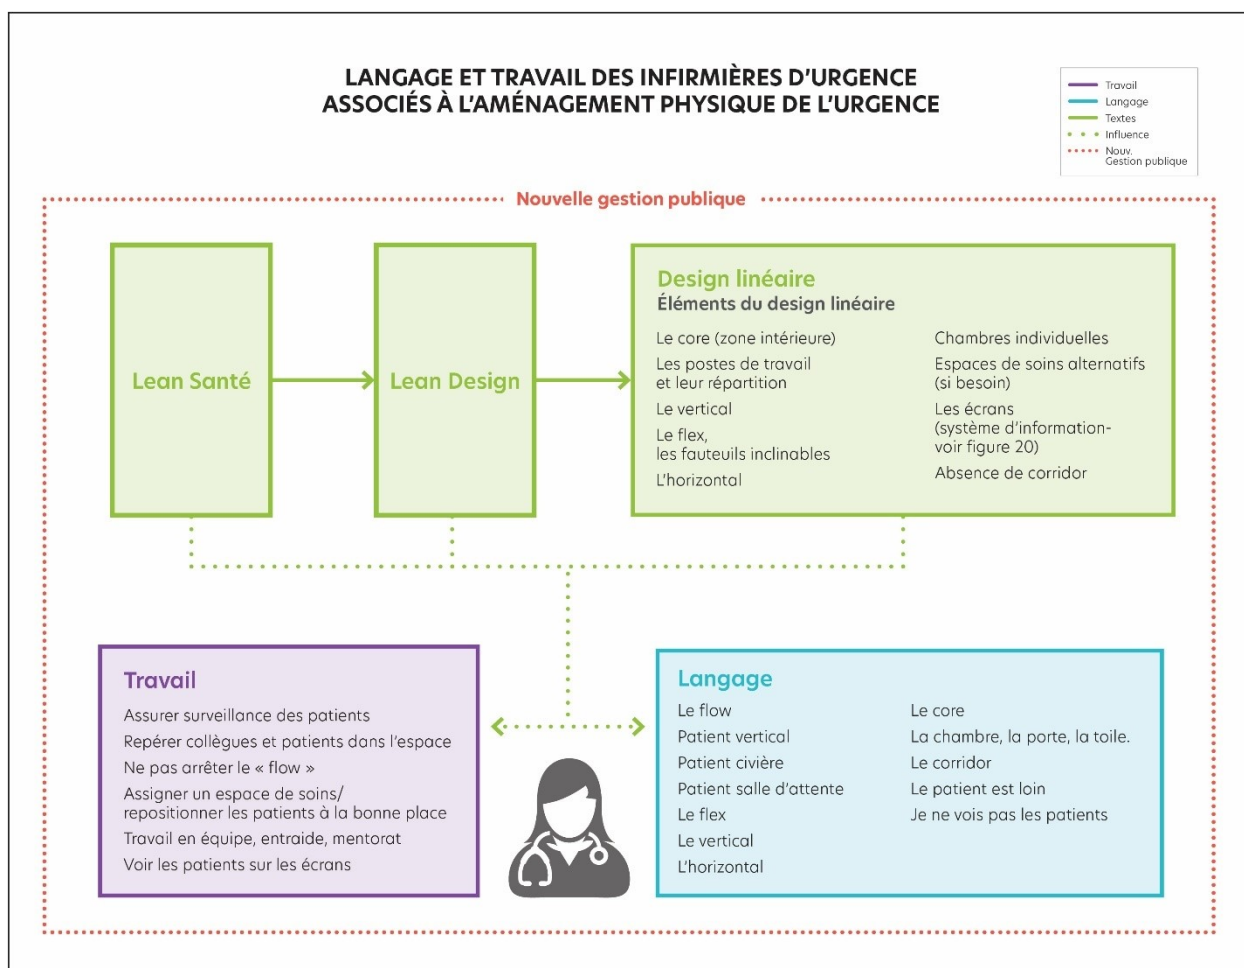 LANGAGE ET TRAVAIL DES INFIRMIÈRES D'URGENCE
ASSOCIÉS À L'AMÉNAGEMENT PHYSIQUE DE L'URGENCE
Travail
Langage
Textes
Influence
Nouv.
Gestion publique
Nouvelle gestion publique
Lean Santé
Lean Design
Design linéaire
Éléments du design linéaire
Le core (zone intérieure)
Les postes de travail
et leur répartition
Le vertical
Le flex,
les fauteuils inclinables
L'horizontal
Chambres individuelles
Espaces de soins alternatifs
(si besoin)
Les écrans
(système d'information-
voir figure 20)
Absence de corridor
Travail
Assurer surveillance des patients
Repérer collègues et patients dans l'espace
Ne pas arrêter le « flow »
Assigner un espace de soins/
repositionner les patients à la bonne place
Travail en équipe, entraide, mentorat
Voir les patients sur les écrans
Langage
Le flow
Patient vertical
Patient civière
Patient salle d'attente
Le flex
Le vertical
L'horizontal
Le core
La chambre, la porte, la toile.
Le corridor
Le patient est loin
Je ne vois pas les patients